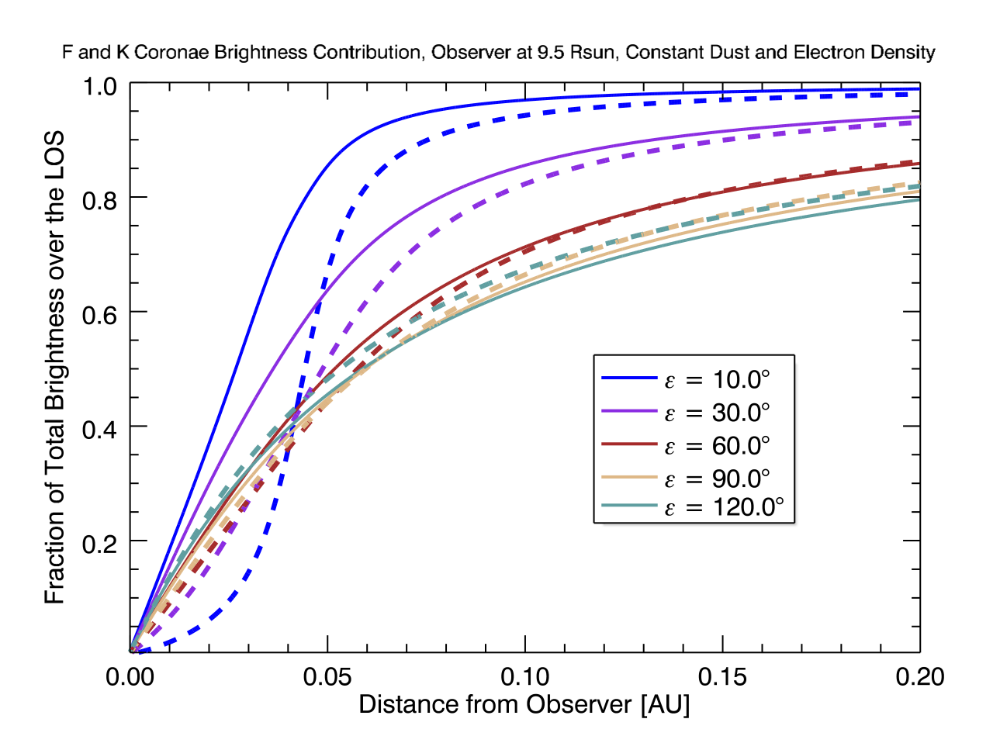 F and K Coronae Brightness Contribution, Observer at 9.5 Rsun, Constant Dust and Electron Density
Fraction of Total Brightness over the LOS
1.0
0.8
0.6
0.4
0.2
ε = 10.0°
ε = 30.0°
ε = 60.0°
ε = 90.0°
ε = 120.0°
0.00 0.05 0.10 0.15 0.20
Distance from Observer [AU]